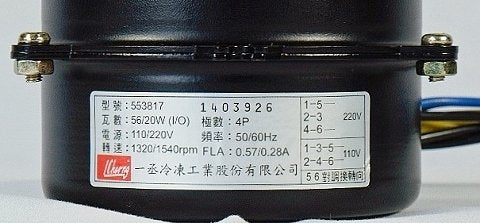 型號:553817 1403926
瓦數:56/20W (I/O) 極數:4P
電源:110/220V 頻率:50/60Hz
轉速:1320/1540rpm FLA:0.57/0.28A
一丞冷凍工業股份有限公司
1-5
2-3 220V
4-6
1-3-5 110V
2-4-6
5 6 對調接轉向